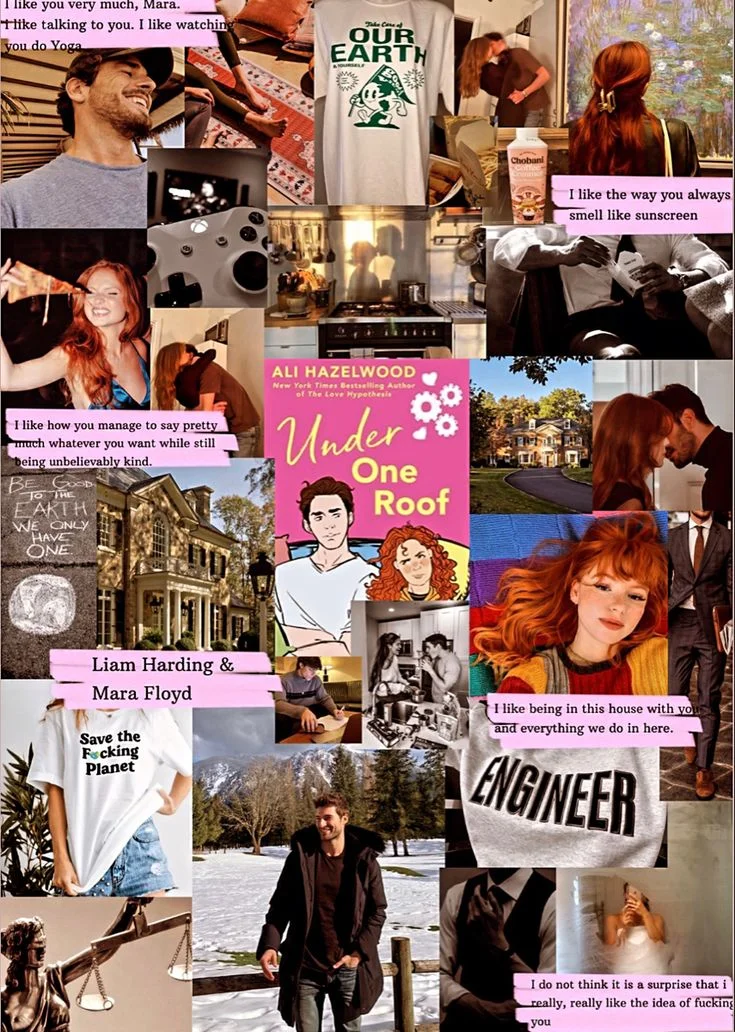 I like you very much, Mara.
I like talking to you. I like watching
you do Yoga
Take Care of
OUR
EARTH
& YOURSELF
Chobani
Coffee
Creamer
I like the way you always
smell like sunscreen
I like how you manage to say pretty
much whatever you want while still
being unbelievably kind.
ALI HAZELWOOD
New York Times Bestselling Author
of The Love Hypothesis
Under
One
Roof
BE GOOD
TO THE
EARTH
WE ONLY
HAVE
ONE.
Liam Harding &
Mara Floyd
I like being in this house with you
and everything we do in here.
Save the
F cking
Planet
ENGINEER
I do not think it is a surprise that i
really, really like the idea of fucking
you